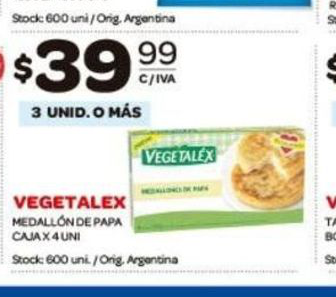 Stock: 600 uni / Orig. Argentina
$39.99
C/IVA
3 UNID. O MÁS
VEGETALEX
MEDALLONES DE PAPA
VEGETALEX
MEDALLÓN DE PAPA
CAJA X 4 UNI
Stock: 600 uni. / Orig. Argentina